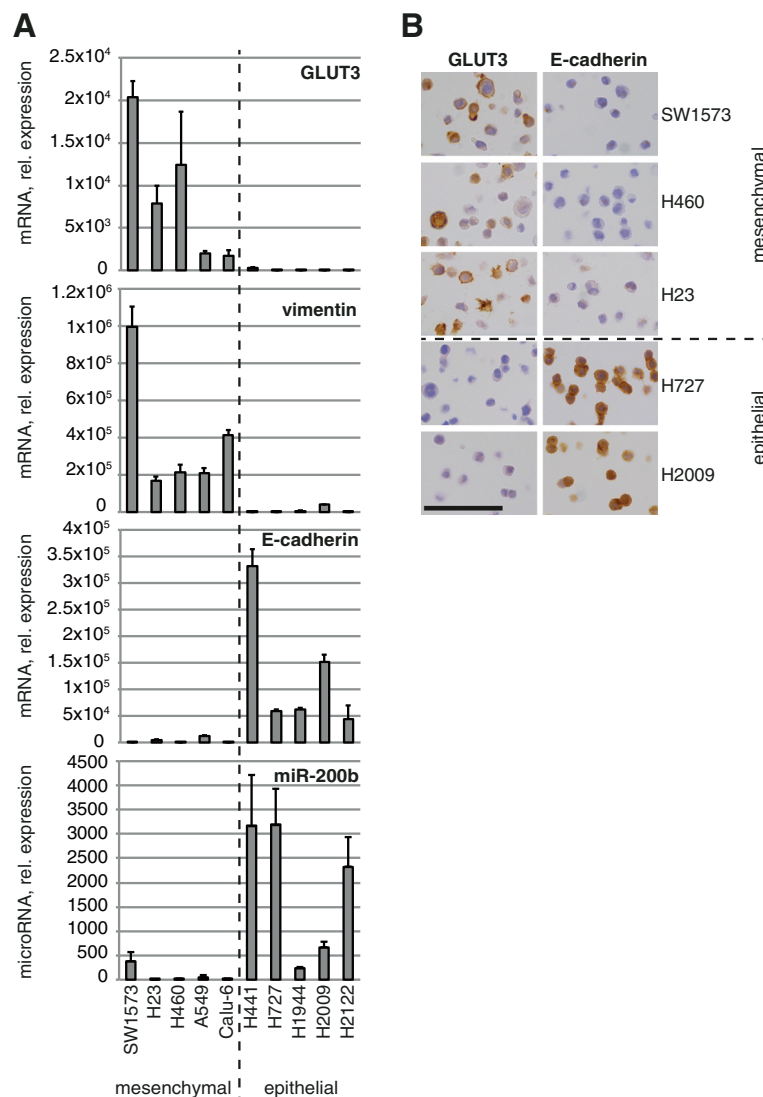 A
GLUT3
mRNA, rel. expression
2.5x10⁴
2x10⁴
1.5x10⁴
1x10⁴
5x10³
0
vimentin
mRNA, rel. expression
1.2x10⁶
1x10⁶
8x10⁵
6x10⁵
4x10⁵
2x10⁵
0
E-cadherin
mRNA, rel. expression
4x10⁵
3.5x10⁵
3x10⁵
2.5x10⁵
2x10⁵
1.5x10⁵
1x10⁵
5x10⁴
0
miR-200b
microRNA, rel. expression
4500
4000
3500
3000
2500
2000
1500
1000
500
0
SW1573
H23
H460
A549
Calu-6
H441
H727
H1944
H2009
H2122
mesenchymal
epithelial
B
GLUT3 E-cadherin
SW1573
H460
H23
H727
H2009
mesenchymal
epithelial